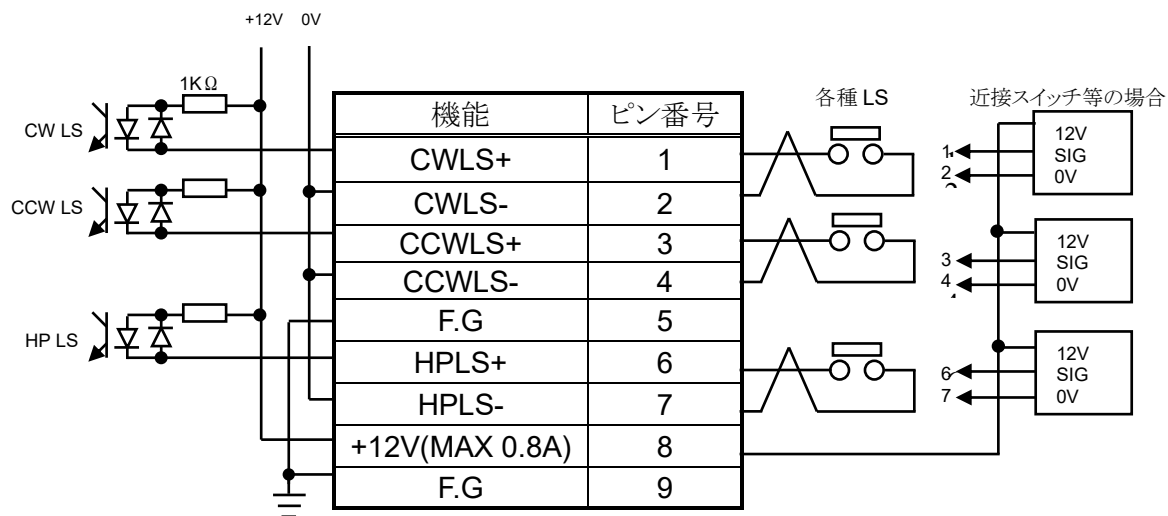 +12V 0V
1KΩ
CW LS
CCW LS
HP LS
機能 ピン番号
CWLS+ 1
CWLS- 2
CCWLS+ 3
CCWLS- 4
F.G 5
HPLS+ 6
HPLS- 7
+12V(MAX 0.8A) 8
F.G 9
各種 LS
近接スイッチ等の場合
12V
1 SIG
2 0V
12V
3 SIG
4 0V
12V
6 SIG
7 0V